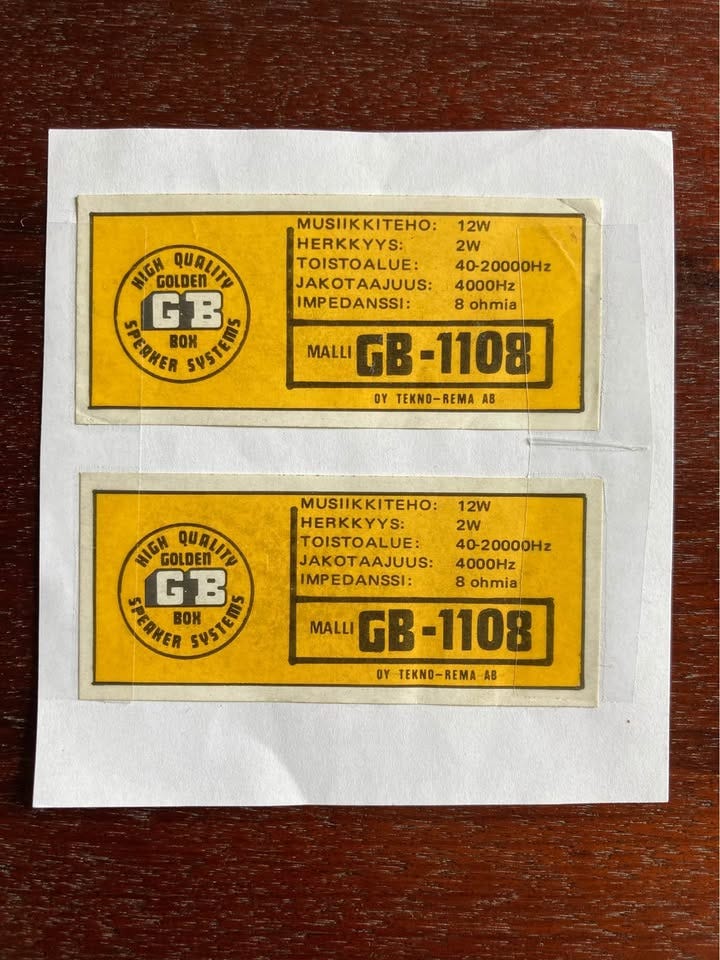 HIGH QUALITY
GOLDEN
GB
BOX
SPEAKER SYSTEMS
MUSIIKKITEHO: 12W
HERKKYYS: 2W
TOISTOALUE: 40-20000Hz
JAKOTAAJUUS: 4000Hz
IMPEDANSSI: 8 ohmia
MALLI GB-1108
OY TEKNO-REMA AB
HIGH QUALITY
GOLDEN
GB
BOX
SPEAKER SYSTEMS
MUSIIKKITEHO: 12W
HERKKYYS: 2W
TOISTOALUE: 40-20000Hz
JAKOTAAJUUS: 4000Hz
IMPEDANSSI: 8 ohmia
MALLI GB-1108
OY TEKNO-REMA AB